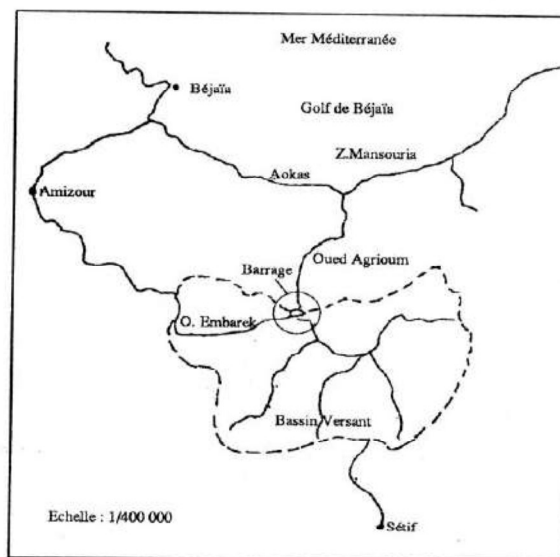 Mer Méditerranée
Béjaïa
Golf de Béjaïa
Z.Mansouria
Aokas
Amizour
Oued Agrioum
Barrage
O. Embarek
Bassin Versant
Echelle : 1/400 000
Sétif